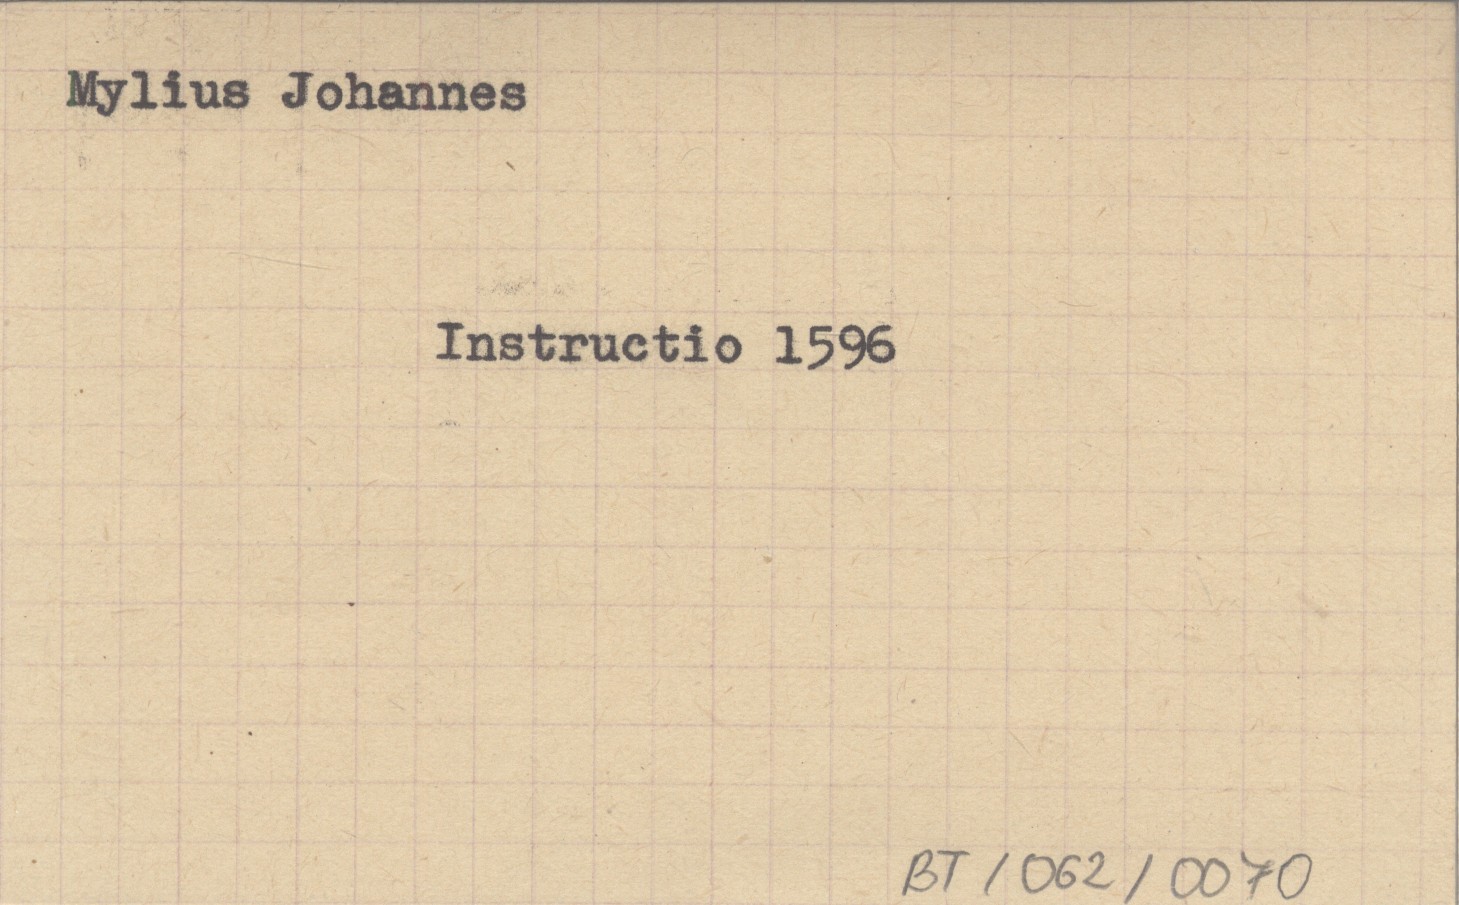 Mylius Johannes
Instructio 1596
BT / 062 / 0070